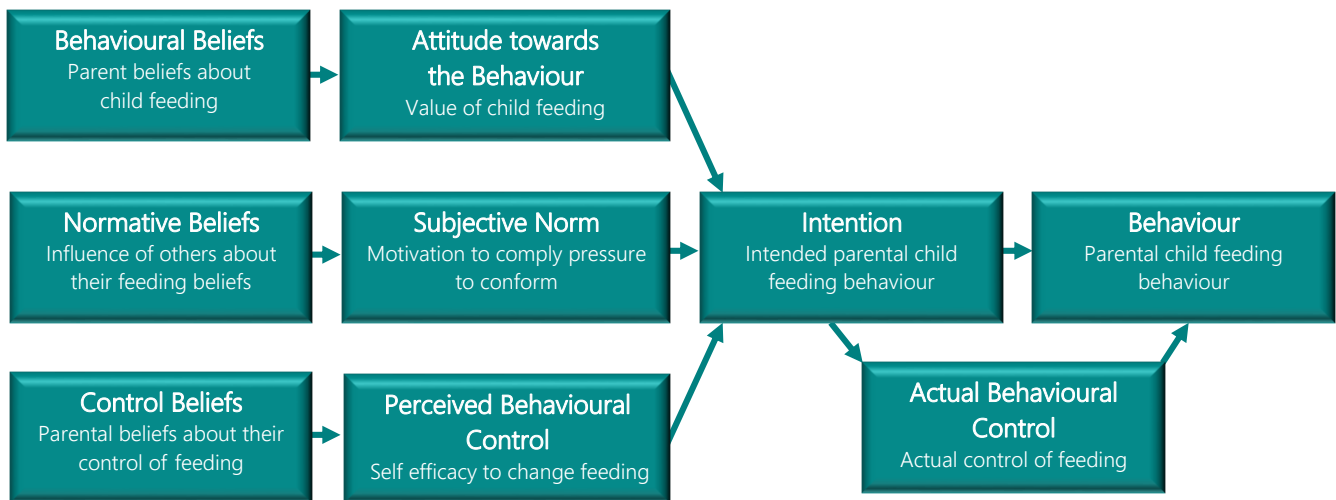 Behavioural Beliefs
Parent beliefs about
child feeding
Attitude towards
the Behaviour
Value of child feeding
Normative Beliefs
Influence of others about
their feeding beliefs
Subjective Norm
Motivation to comply pressure
to conform
Intention
Intended parental child
feeding behaviour
Behaviour
Parental child feeding
behaviour
Control Beliefs
Parental beliefs about their
control of feeding
Perceived Behavioural
Control
Self efficacy to change feeding
Actual Behavioural
Control
Actual control of feeding